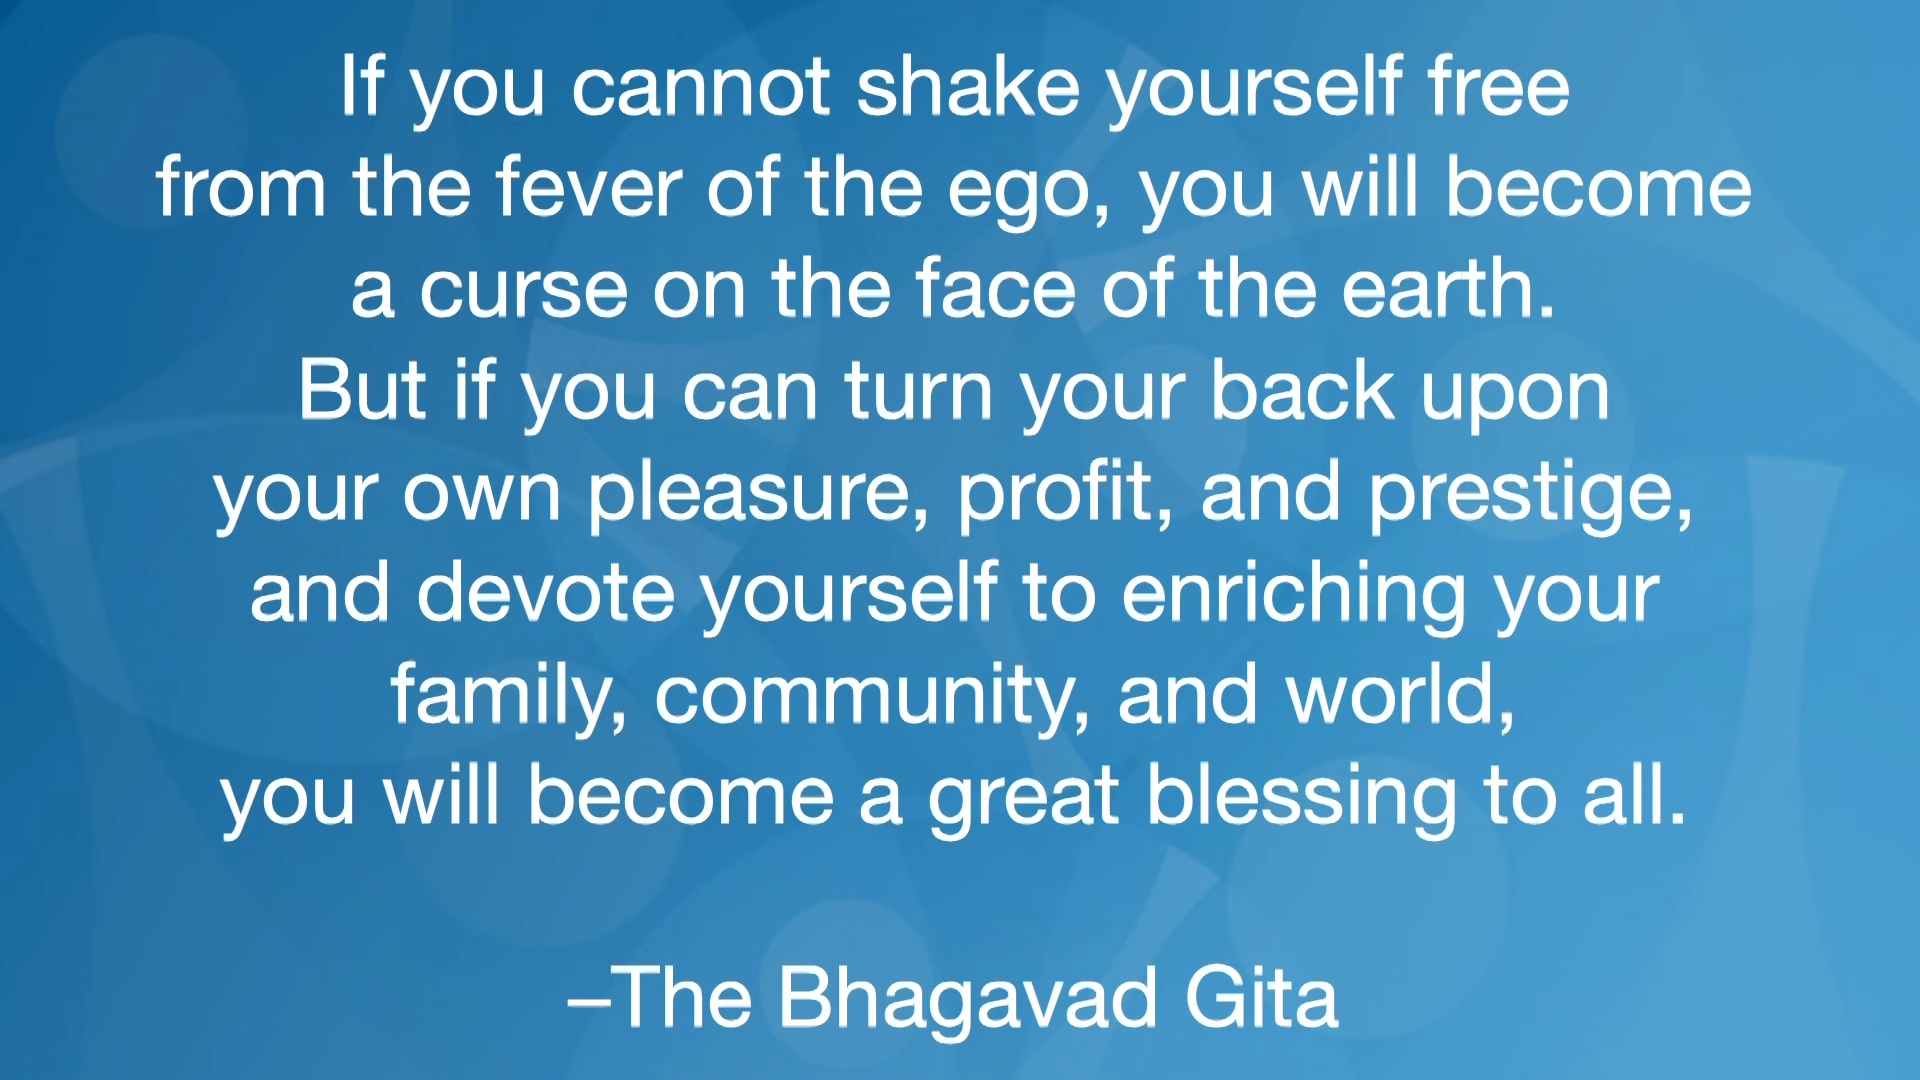 If you cannot shake yourself free
from the fever of the ego, you will become
a curse on the face of the earth.
But if you can turn your back upon
your own pleasure, profit, and prestige,
and devote yourself to enriching your
family, community, and world,
you will become a great blessing to all.
–The Bhagavad Gita